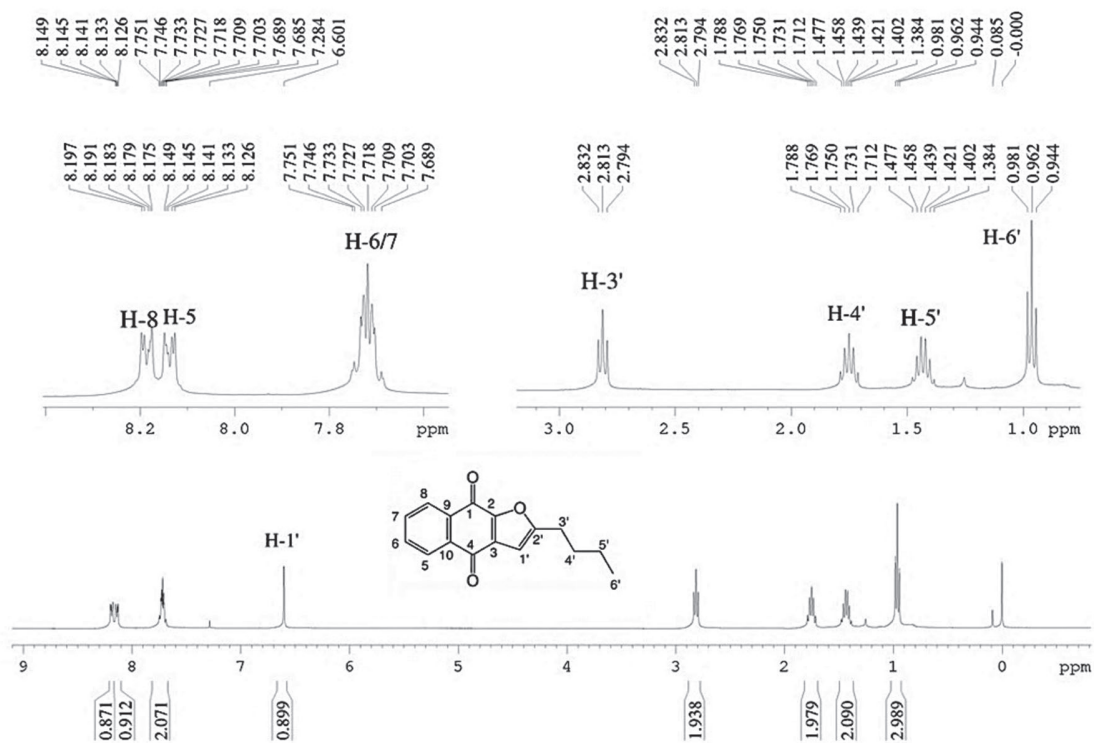 8.149 8.145 8.141 8.133 8.126 7.751 7.746 7.733 7.727 7.718 7.709 7.703 7.689 7.685 7.284 6.601
2.832 2.813 2.794 1.788 1.769 1.750 1.731 1.712 1.477 1.458 1.439 1.421 1.402 1.384 0.981 0.962 0.944 0.085 -0.000
8.197 8.191 8.183 8.179 8.175 8.149 8.145 8.141 8.133 8.126
7.751 7.746 7.733 7.727 7.718 7.709 7.703 7.689
2.832 2.813 2.794
1.788 1.769 1.750 1.731 1.712
1.477 1.458 1.439 1.421 1.402 1.384
0.981 0.962 0.944
H-8 H-5
H-6/7
H-3'
H-4'
H-5'
H-6'
8.2 8.0 7.8 ppm
3.0 2.5 2.0 1.5 1.0 ppm
H-1'
O
8 9 1 2 O
7 3' 5'
6 4 2'
10 3 1' 4'
5 6'
O
9 8 7 6 5 4 3 2 1 0 ppm
0.871 0.912 2.071 0.899 1.938 1.979 2.090 2.989